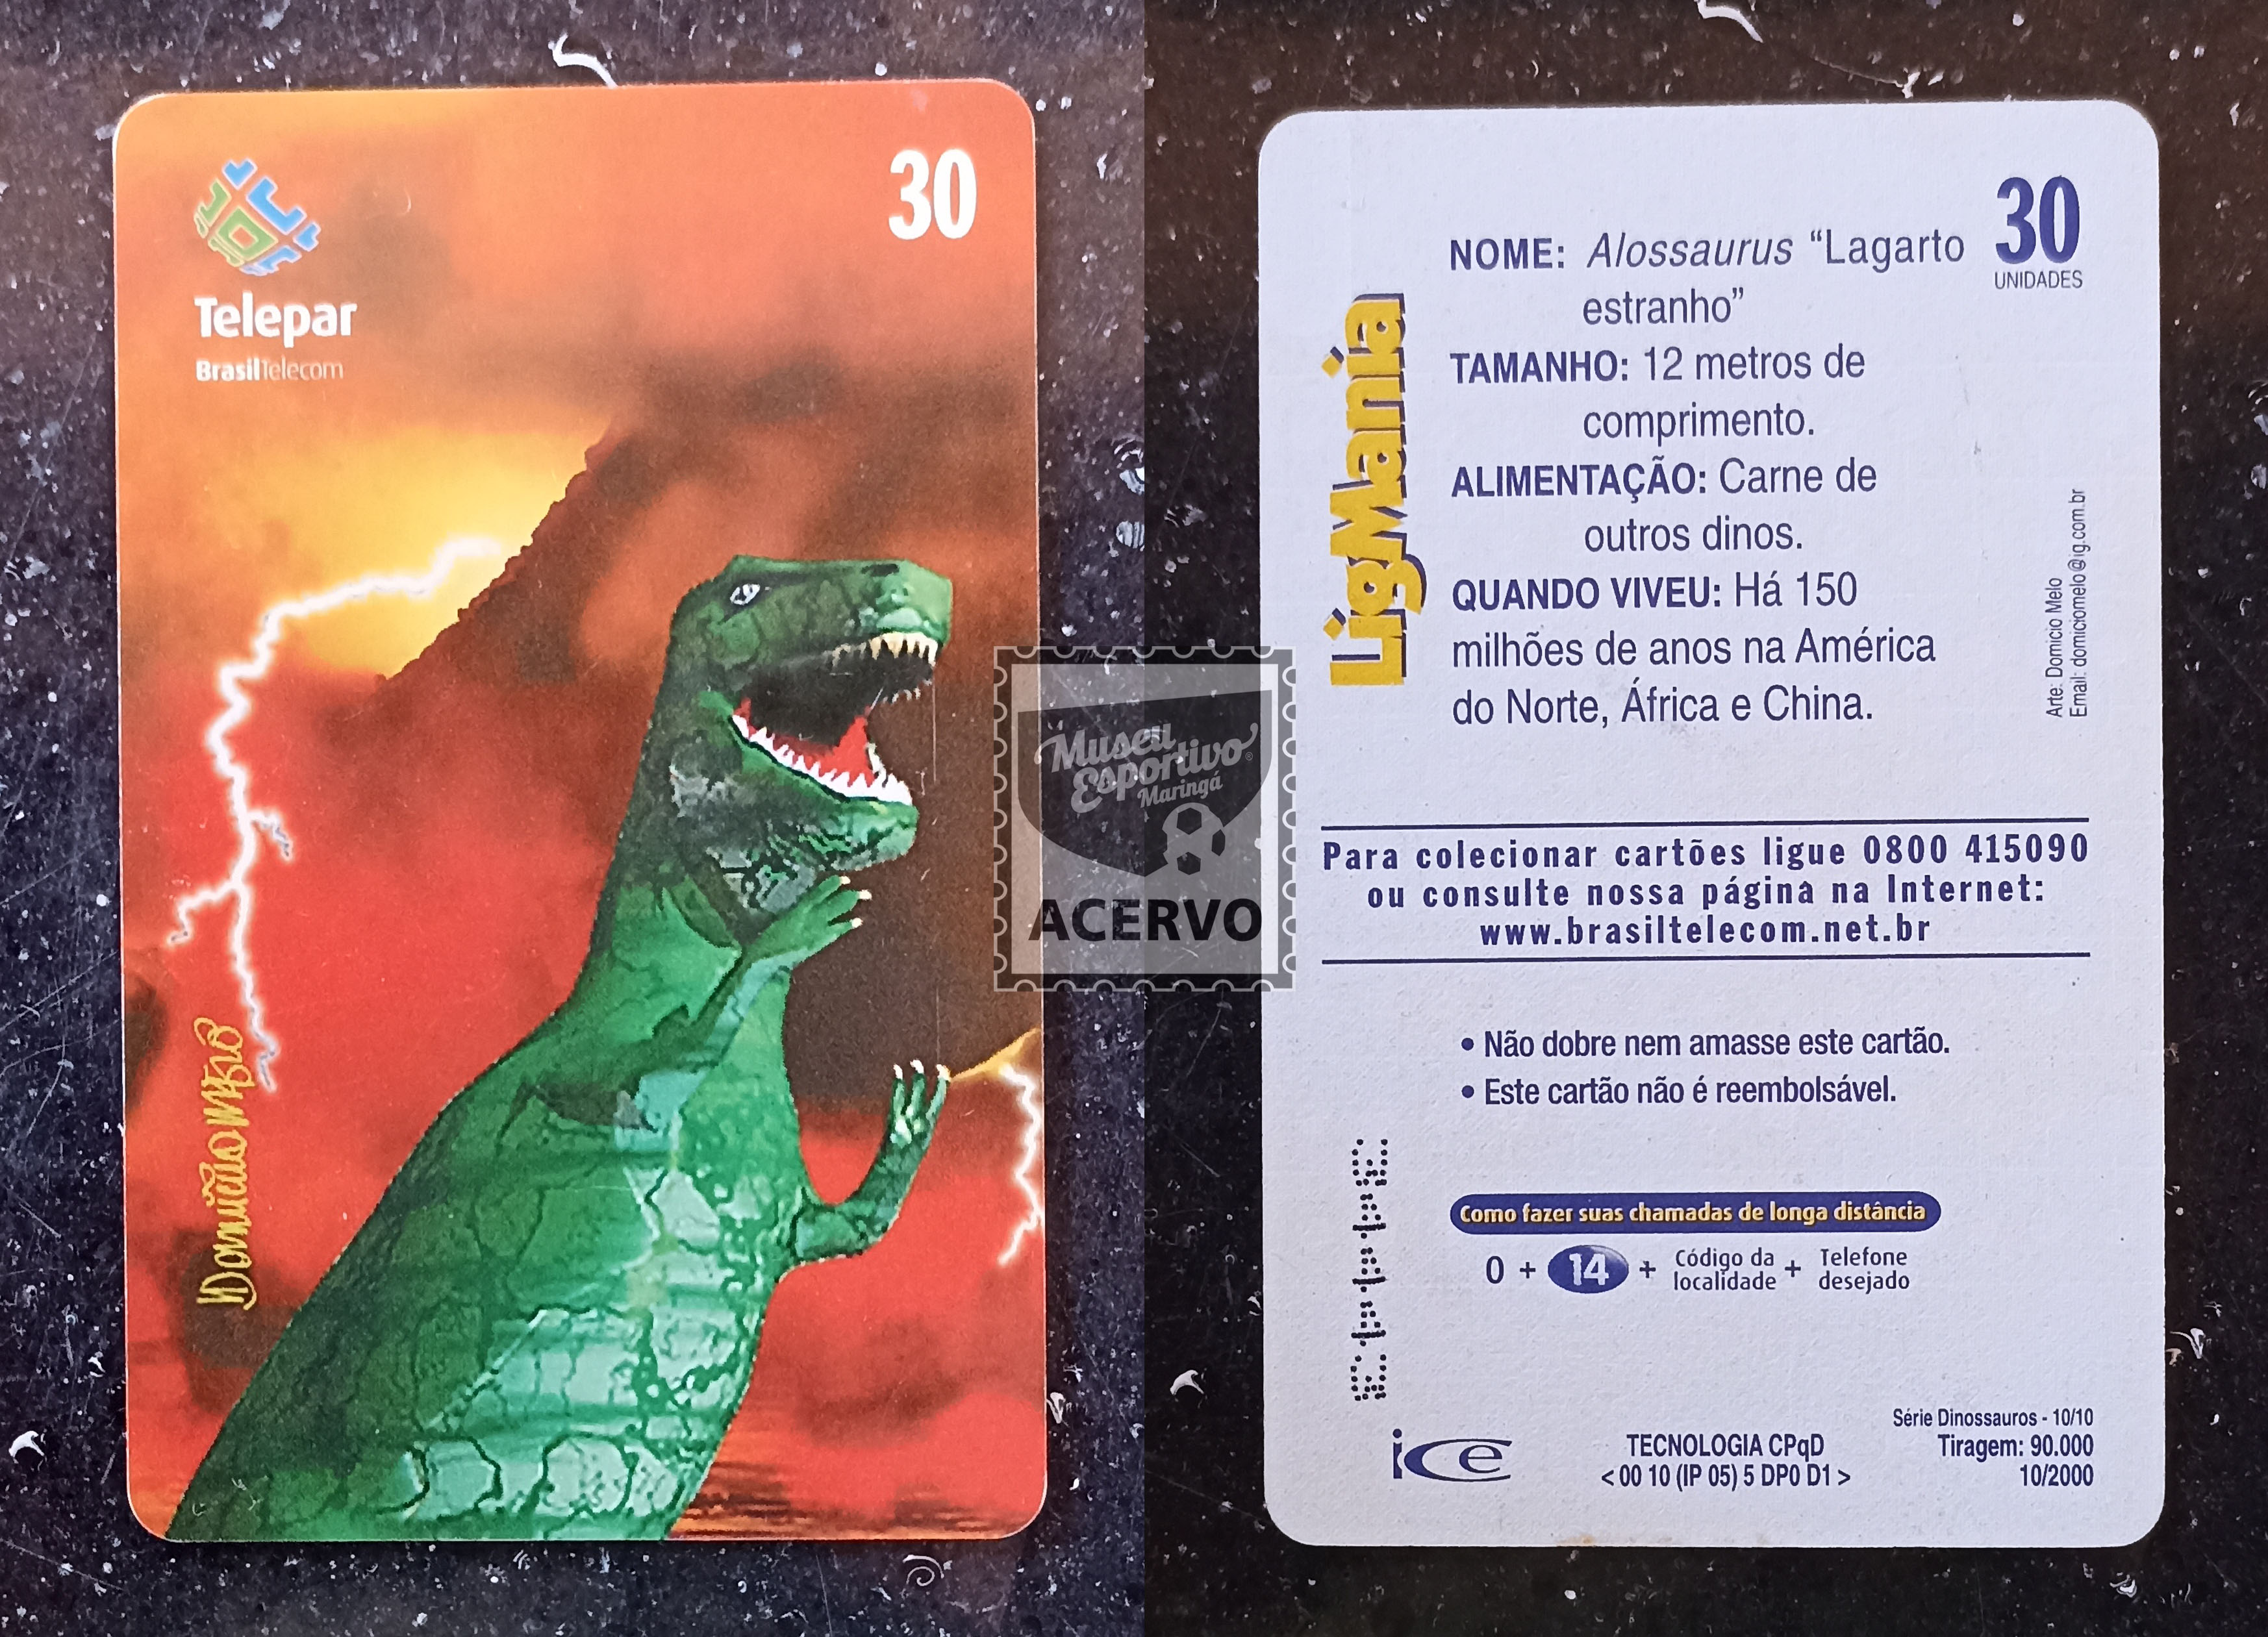 30
Telepar
BrasilTelecom
Museu
Esportivo
Maringá
ACERVO
30
UNIDADES
NOME: Alossaurus “Lagarto
estranho”
TAMANHO: 12 metros de
comprimento.
ALIMENTAÇÃO: Carne de
outros dinos.
QUANDO VIVEU: Há 150
milhões de anos na América
do Norte, África e China.
LigMania
Arte: Domicio Melo
Email: domiciomelo@ig.com.br
Para colecionar cartões ligue 0800 415090
ou consulte nossa página na Internet:
www.brasiltelecom.net.br
• Não dobre nem amasse este cartão.
• Este cartão não é reembolsável.
Como fazer suas chamadas de longa distância
0 + 14 + Código da localidade + Telefone desejado
ice
TECNOLOGIA CPqD
< 00 10 (IP 05) 5 DP0 D1 >
Série Dinossauros - 10/10
Tiragem: 90.000
10/2000